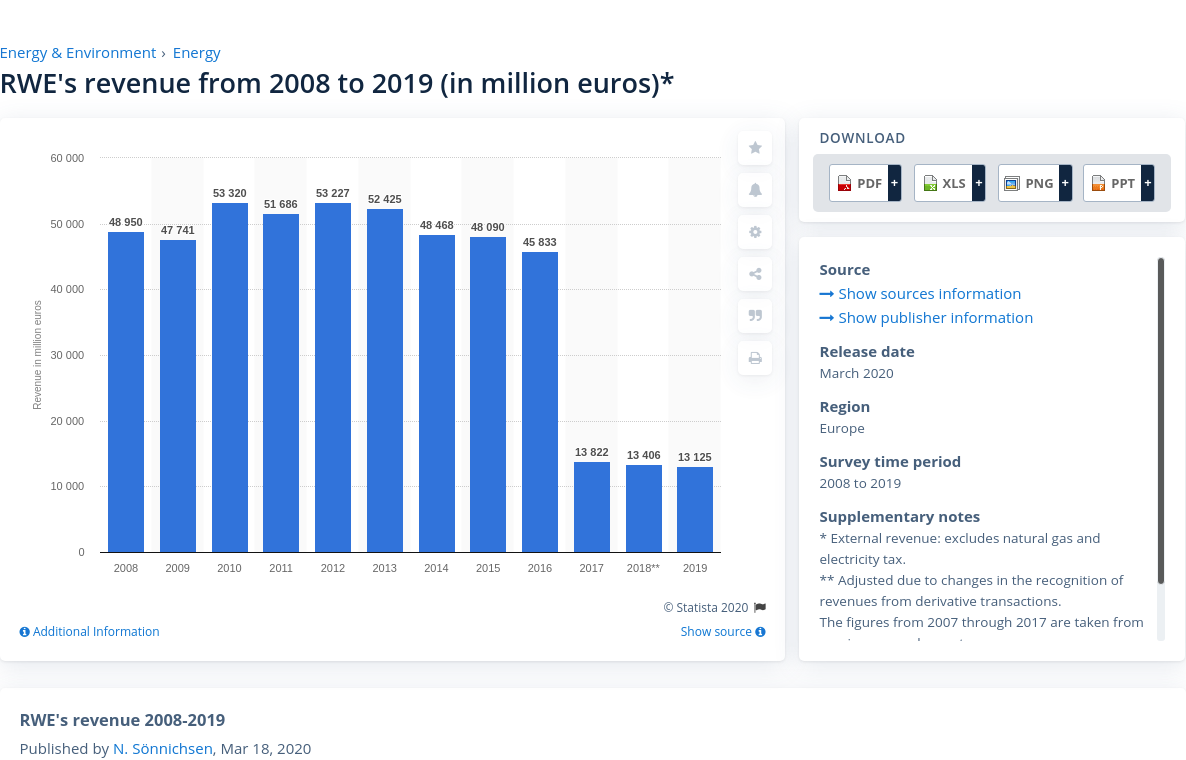 Energy & Environment › Energy
RWE's revenue from 2008 to 2019 (in million euros)*
60 000
50 000
40 000
30 000
20 000
10 000
0
Revenue in million euros
48 950
47 741
53 320
51 686
53 227
52 425
48 468
48 090
45 833
13 822
13 406
13 125
2008
2009
2010
2011
2012
2013
2014
2015
2016
2017
2018**
2019
© Statista 2020
Additional Information
Show source
DOWNLOAD
PDF +
XLS +
PNG +
PPT +
Source
Show sources information
Show publisher information
Release date
March 2020
Region
Europe
Survey time period
2008 to 2019
Supplementary notes
* External revenue: excludes natural gas and
electricity tax.
** Adjusted due to changes in the recognition of
revenues from derivative transactions.
The figures from 2007 through 2017 are taken from
RWE's revenue 2008-2019
Published by N. Sönnichsen, Mar 18, 2020